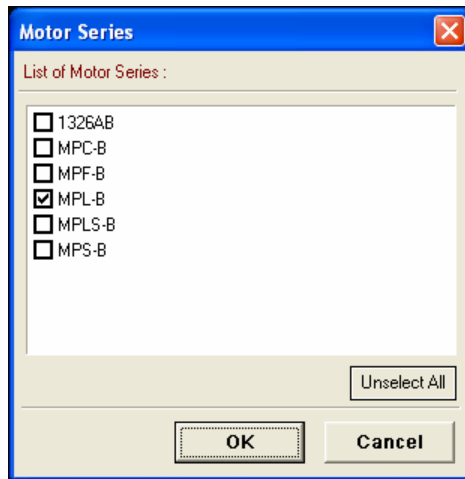 Motor Series
List of Motor Series :
1326AB
MPC-B
MPF-B
MPL-B
MPLS-B
MPS-B
Unselect All
OK
Cancel